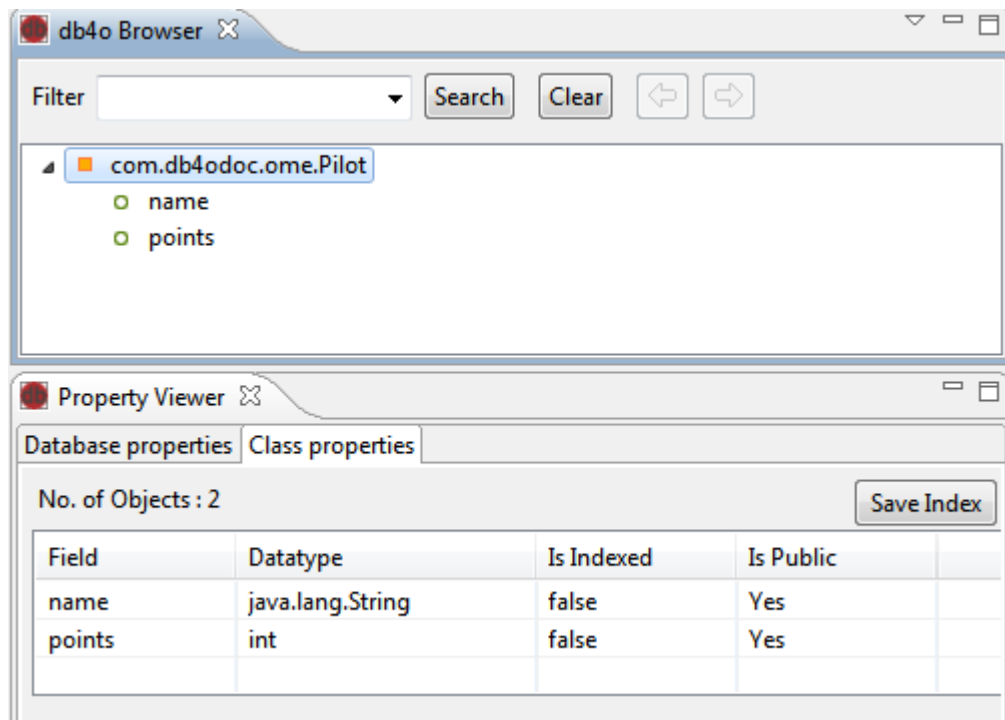 db db4o Browser
Filter Search Clear
com.db4odoc.ome.Pilot
name
points
db Property Viewer
Database properties Class properties
No. of Objects : 2 Save Index
Field Datatype Is Indexed Is Public
name java.lang.String false Yes
points int false Yes